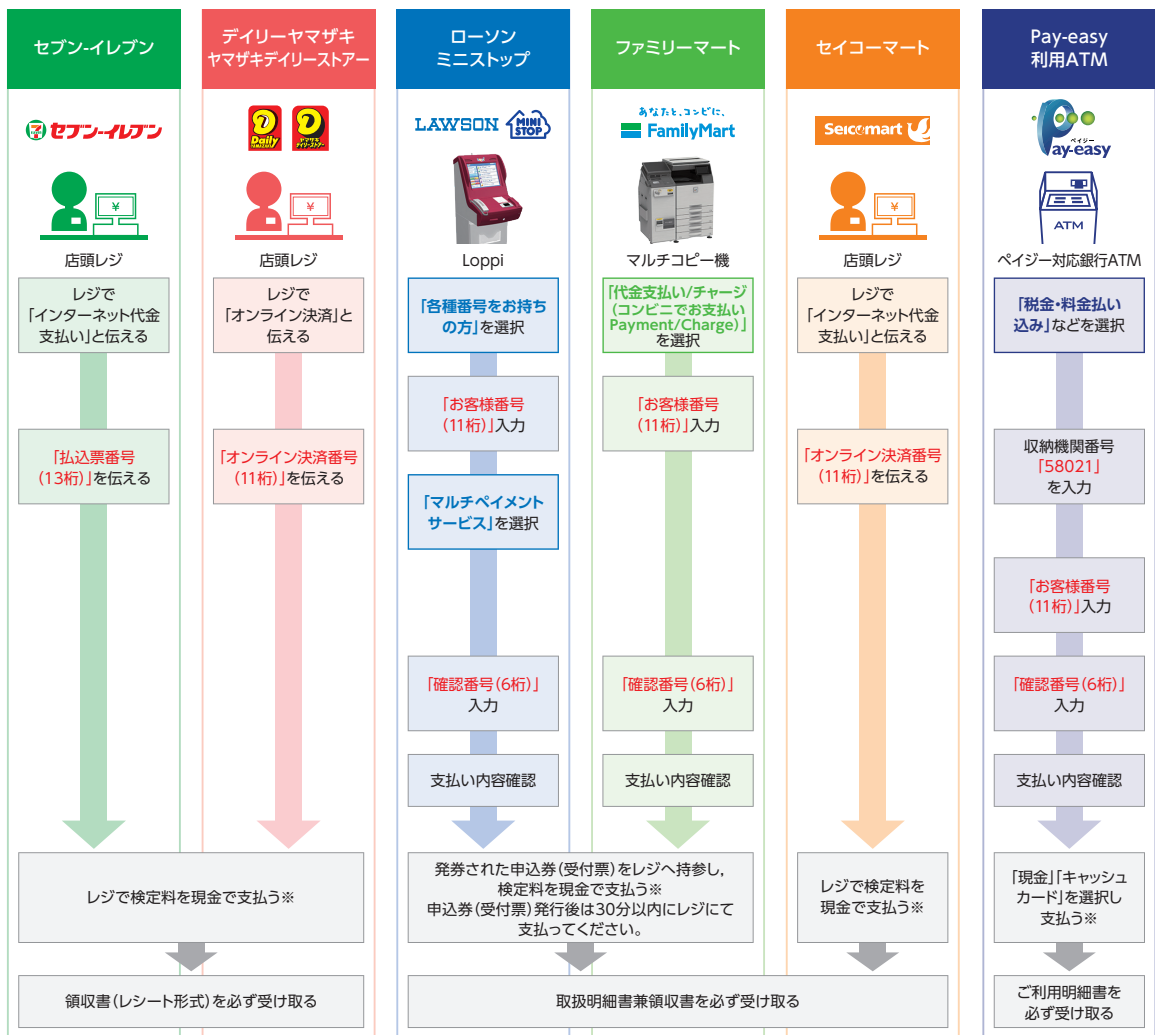 セブン-イレブン
デイリーヤマザキ
ヤマザキデイリーストアー
ローソン
ミニストップ
ファミリーマート
セイコーマート
Pay-easy
利用ATM
セブン-イレブン
Daily
YAMAZAKI
ヤマザキ
デイリーストアー
LAWSON
MINI
STOP
あなたと、コンビに、
FamilyMart
Seicomart
ペイジー
Pay-easy
¥
¥
¥
ATM
店頭レジ
店頭レジ
Loppi
マルチコピー機
店頭レジ
ペイジー対応銀行ATM
レジで
「インターネット代金
支払い」と伝える
「払込票番号
(13桁)」を伝える
レジで
「オンライン決済」と
伝える
「オンライン決済番号
(11桁)」を伝える
「各種番号をお持ち
の方」を選択
「お客様番号
(11桁)」入力
「マルチペイメント
サービス」を選択
「確認番号(6桁)」
入力
支払い内容確認
「代金支払い/チャージ
(コンビニでお支払い
Payment/Charge)」
を選択
「お客様番号
(11桁)」入力
「確認番号(6桁)」
入力
支払い内容確認
レジで
「インターネット代金
支払い」と伝える
「オンライン決済番号
(11桁)」を伝える
「税金・料金払い
込み」などを選択
収納機関番号
「58021」
を入力
「お客様番号
(11桁)」入力
「確認番号(6桁)」
入力
支払い内容確認
レジで検定料を現金で支払う※
発券された申込券(受付票)をレジへ持参し,
検定料を現金で支払う※
申込券(受付票)発行後は30分以内にレジにて
支払ってください。
レジで検定料を
現金で支払う※
「現金」「キャッシュ
カード」を選択し
支払う※
領収書(レシート形式)を必ず受け取る
取扱明細書兼領収書を必ず受け取る
ご利用明細書を
必ず受け取る